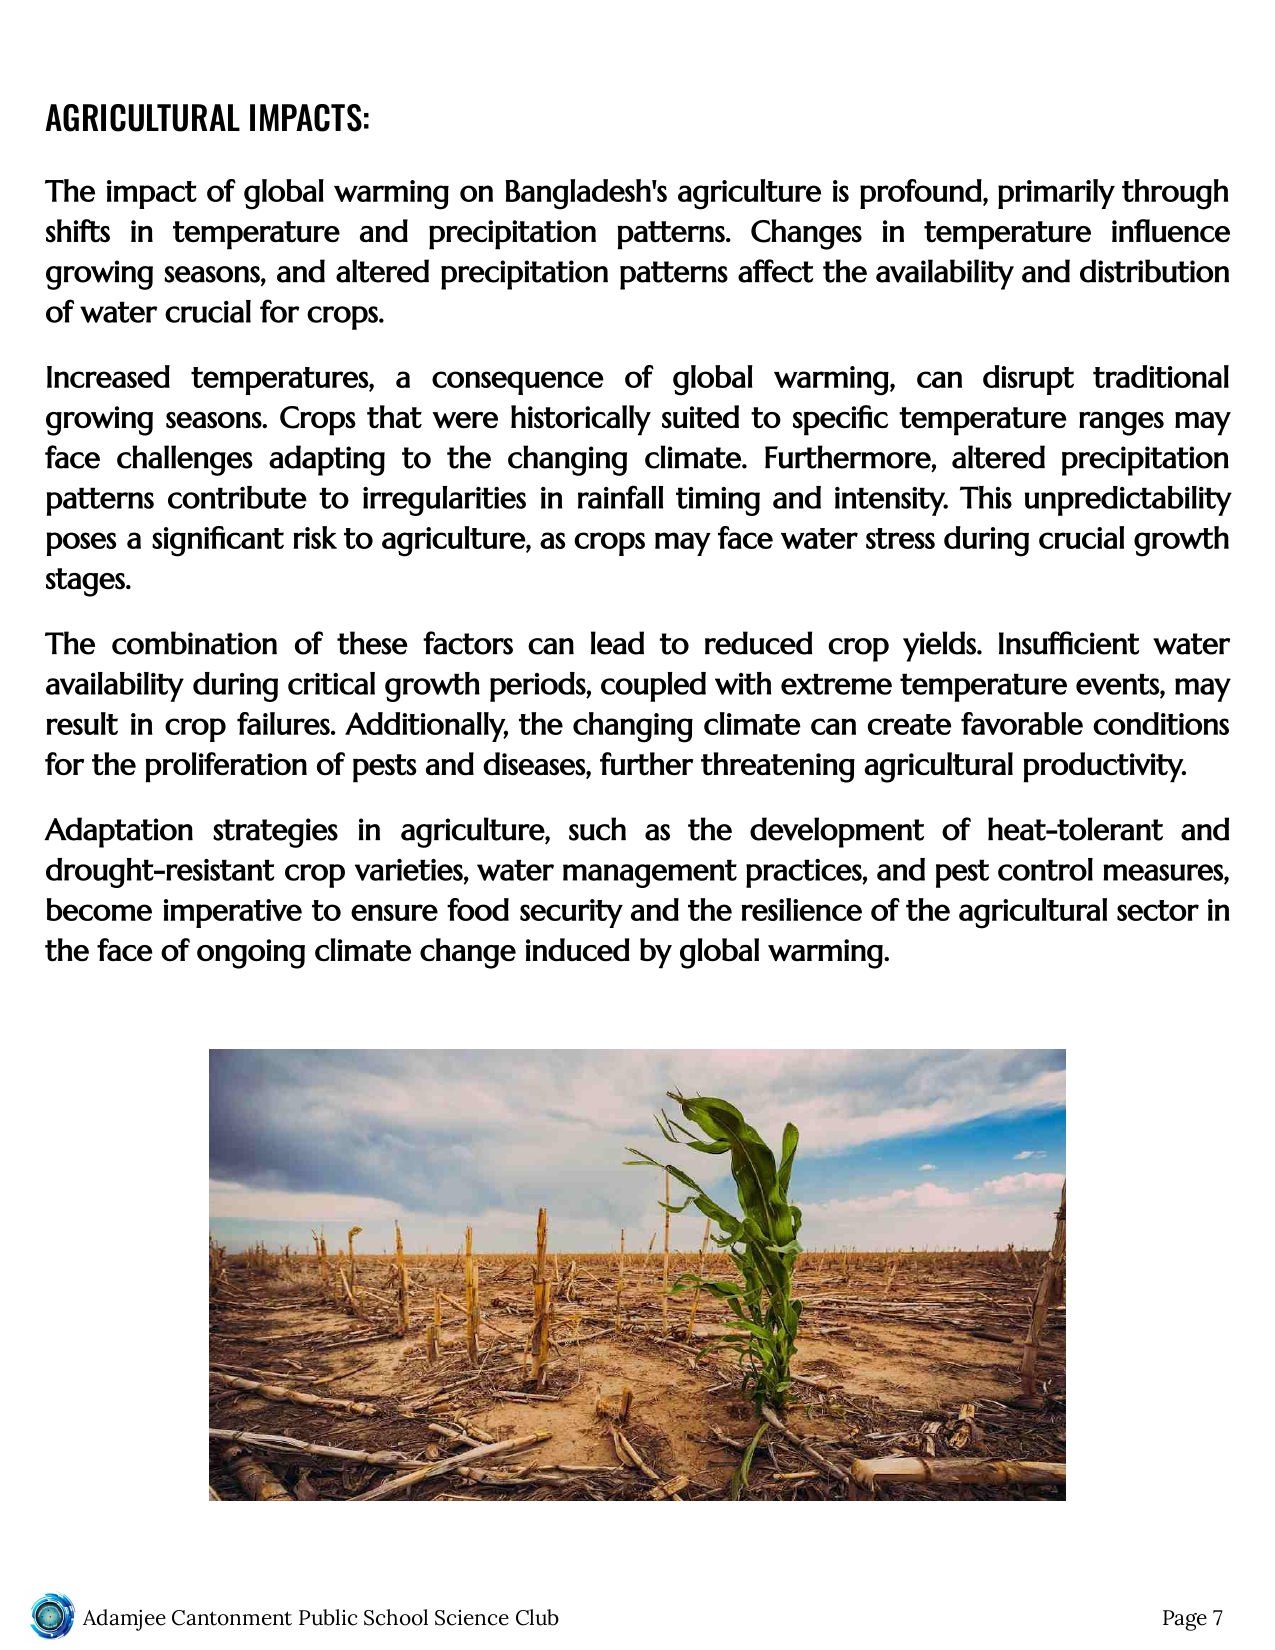 AGRICULTURAL IMPACTS:
The impact of global warming on Bangladesh's agriculture is profound, primarily through
shifts in temperature and precipitation patterns. Changes in temperature influence
growing seasons, and altered precipitation patterns affect the availability and distribution
of water crucial for crops.
Increased temperatures, a consequence of global warming, can disrupt traditional
growing seasons. Crops that were historically suited to specific temperature ranges may
face challenges adapting to the changing climate. Furthermore, altered precipitation
patterns contribute to irregularities in rainfall timing and intensity. This unpredictability
poses a significant risk to agriculture, as crops may face water stress during crucial growth
stages.
The combination of these factors can lead to reduced crop yields. Insufficient water
availability during critical growth periods, coupled with extreme temperature events, may
result in crop failures. Additionally, the changing climate can create favorable conditions
for the proliferation of pests and diseases, further threatening agricultural productivity.
Adaptation strategies in agriculture, such as the development of heat-tolerant and
drought-resistant crop varieties, water management practices, and pest control measures,
become imperative to ensure food security and the resilience of the agricultural sector in
the face of ongoing climate change induced by global warming.
Adamjee Cantonment Public School Science Club
Page 7